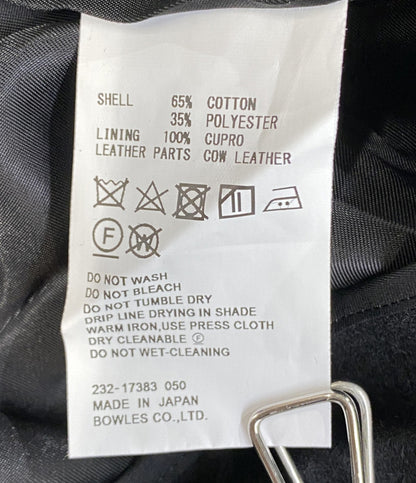 SHELL 65% COTTON
35% POLYESTER
LINING 100% CUPRO
LEATHER PARTS COW LEATHER
F W
DO NOT WASH
DO NOT BLEACH
DO NOT TUMBLE DRY
DRIP LINE DRYING IN SHADE
WARM IRON,USE PRESS CLOTH
DRY CLEANABLE Ⓕ
DO NOT WET-CLEANING
232-17383 050
MADE IN JAPAN
BOWLES CO.,LTD.